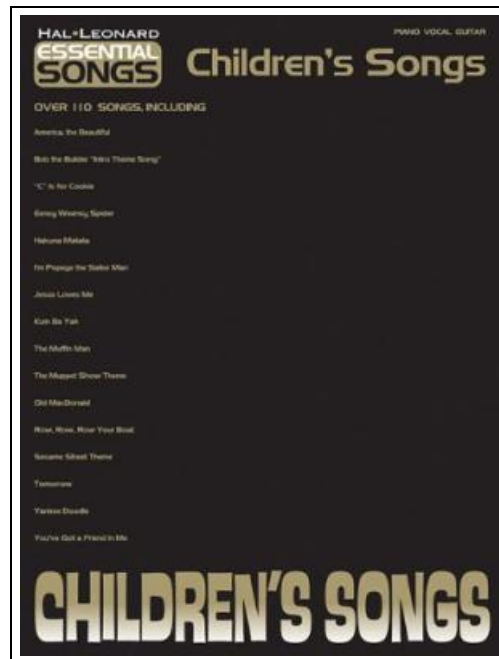 HAL•LEONARD
PIANO VOCAL GUITAR
ESSENTIAL
SONGS
Children's Songs
OVER 110 SONGS, INCLUDING
America, the Beautiful
Bob the Builder "Intro Theme Song"
"C" Is for Cookie
Eensy Weensy Spider
Hakuna Matata
I'm Popeye the Sailor Man
Jesus Loves Me
Kum Ba Yah
The Muffin Man
The Muppet Show Theme
Old MacDonald
Row, Row, Row Your Boat
Sesame Street Theme
Tomorrow
Yankee Doodle
You've Got a Friend in Me
CHILDREN'S SONGS